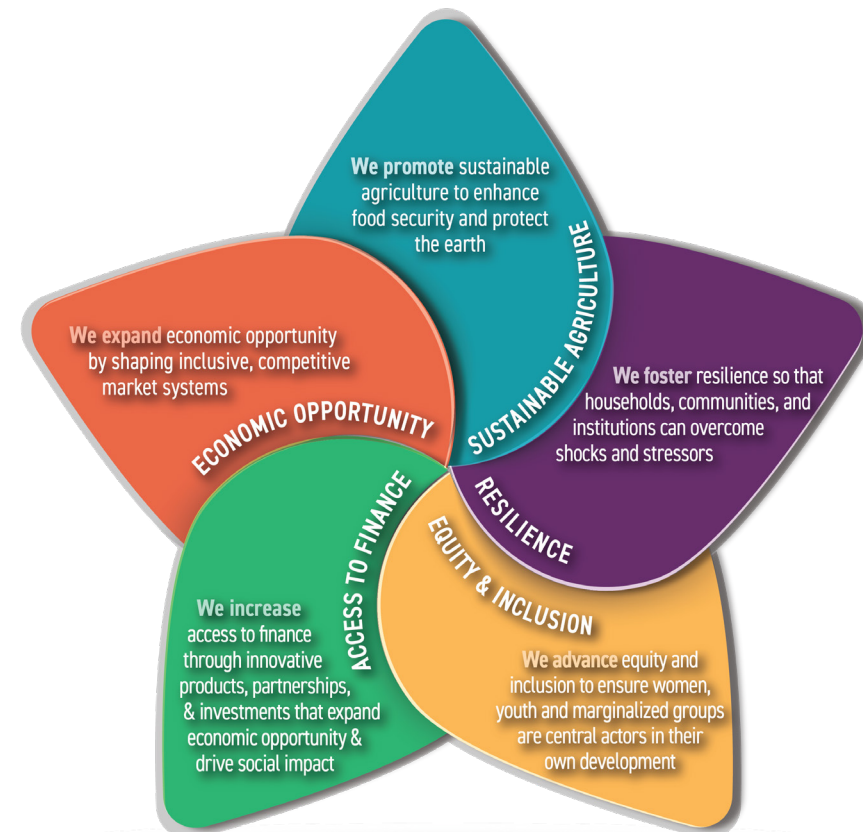 We promote sustainable
agriculture to enhance
food security and protect
the earth
SUSTAINABLE AGRICULTURE
We foster resilience so that
households, communities, and
institutions can overcome
shocks and stressors
RESILIENCE
We advance equity and
inclusion to ensure women,
youth and marginalized groups
are central actors in their
own development
EQUITY & INCLUSION
We increase
access to finance
through innovative
products, partnerships,
& investments that expand
economic opportunity &
drive social impact
ACCESS TO FINANCE
We expand economic opportunity
by shaping inclusive, competitive
market systems
ECONOMIC OPPORTUNITY